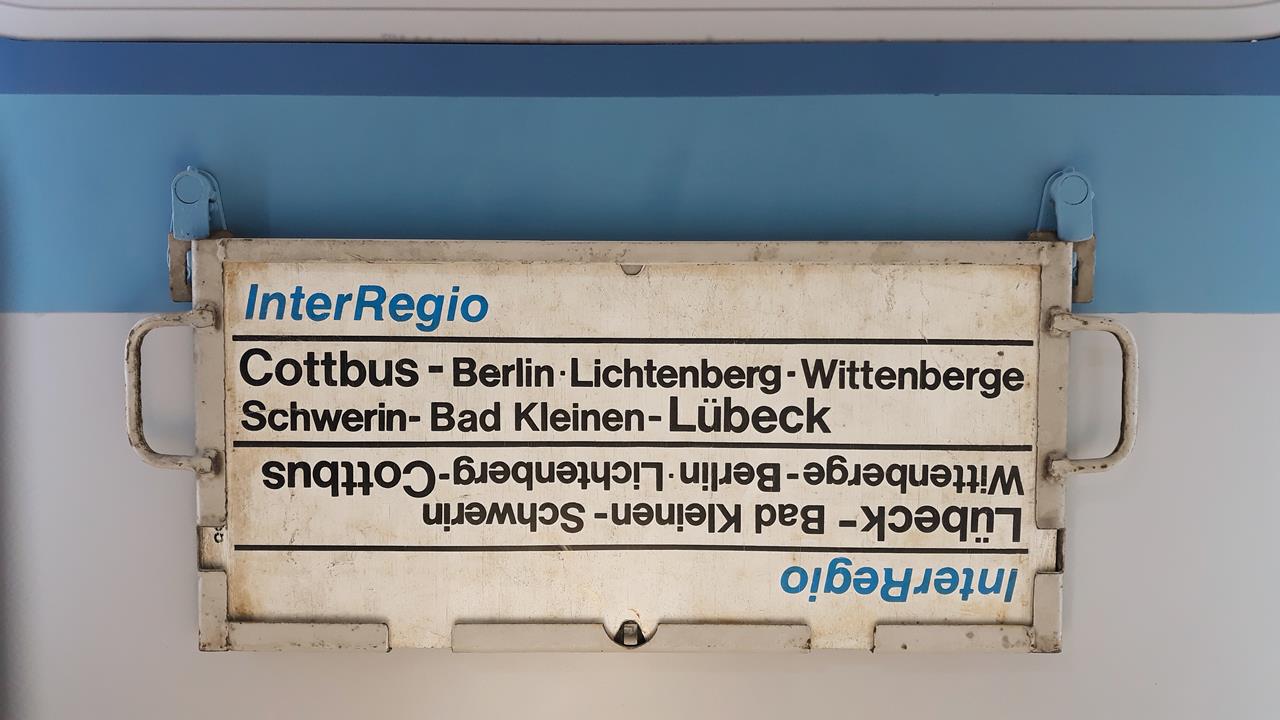 InterRegio
Cottbus - Berlin·Lichtenberg - Wittenberge
Schwerin - Bad Kleinen - Lübeck
InterRegio
Lübeck - Bad Kleinen - Schwerin
Wittenberge - Berlin·Lichtenberg - Cottbus